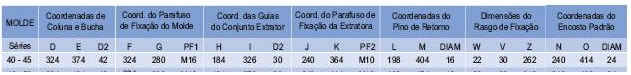 MOLDE Coordenadas de Coluna e Bucha Coord. do Parafuso de Fixação do Molde Coord. das Guias do Conjunto Extrator Coord. do Parafuso de Fixação da Extratora Coordenadas do Pino de Retorno Dimensões do Rasgo de Fixação Coordenadas do Encosto Padrão
Séries D E D2 F G PF1 H I D2 J K PF2 L M DIAM W V Z N O DIAM
40 - 45 324 374 42 324 280 M16 184 326 30 240 364 M10 198 404 16 22 30 262 240 414 24